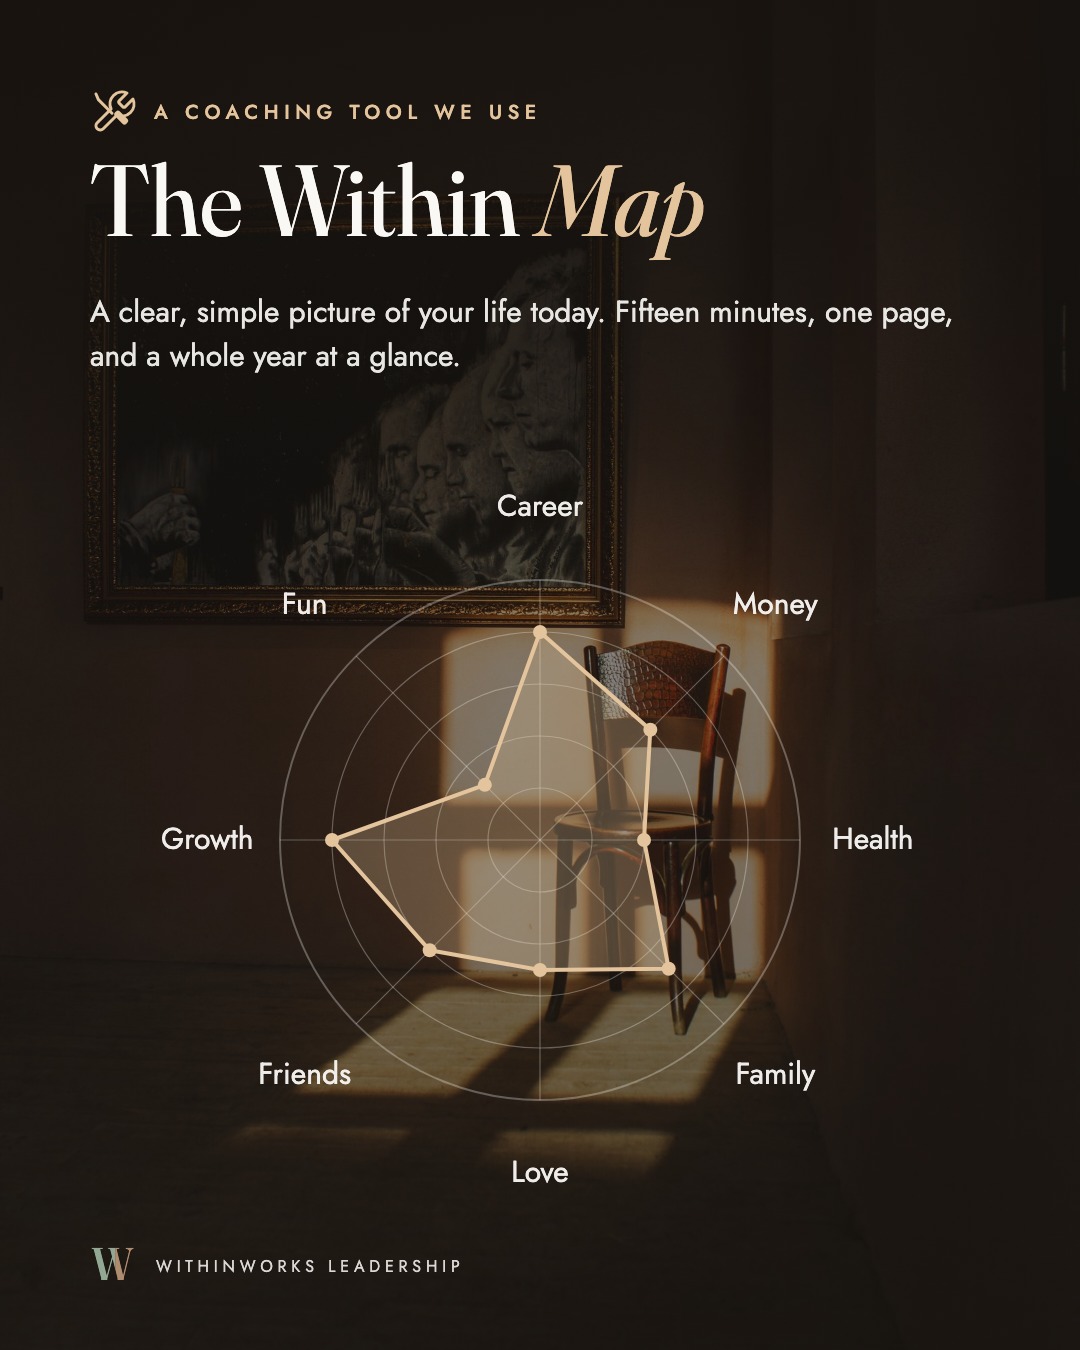 A COACHING TOOL WE USE
The Within Map
A clear, simple picture of your life today. Fifteen minutes, one page,
and a whole year at a glance.
Career
Fun
Money
Growth
Health
Friends
Family
Love
W WITHINWORKS LEADERSHIP